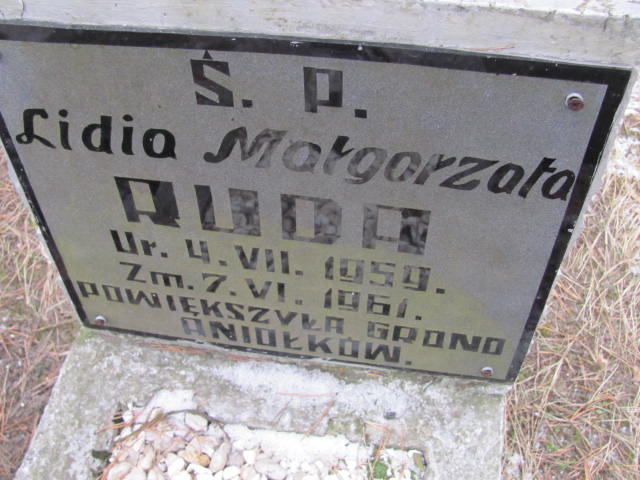 Ś. P.
Lidia Małgorzata
RUDA
Ur. 4. VII. 1959.
Zm. 7. VI. 1961.
POWIĘKSZYŁA GRONO
ANIOŁKÓW.